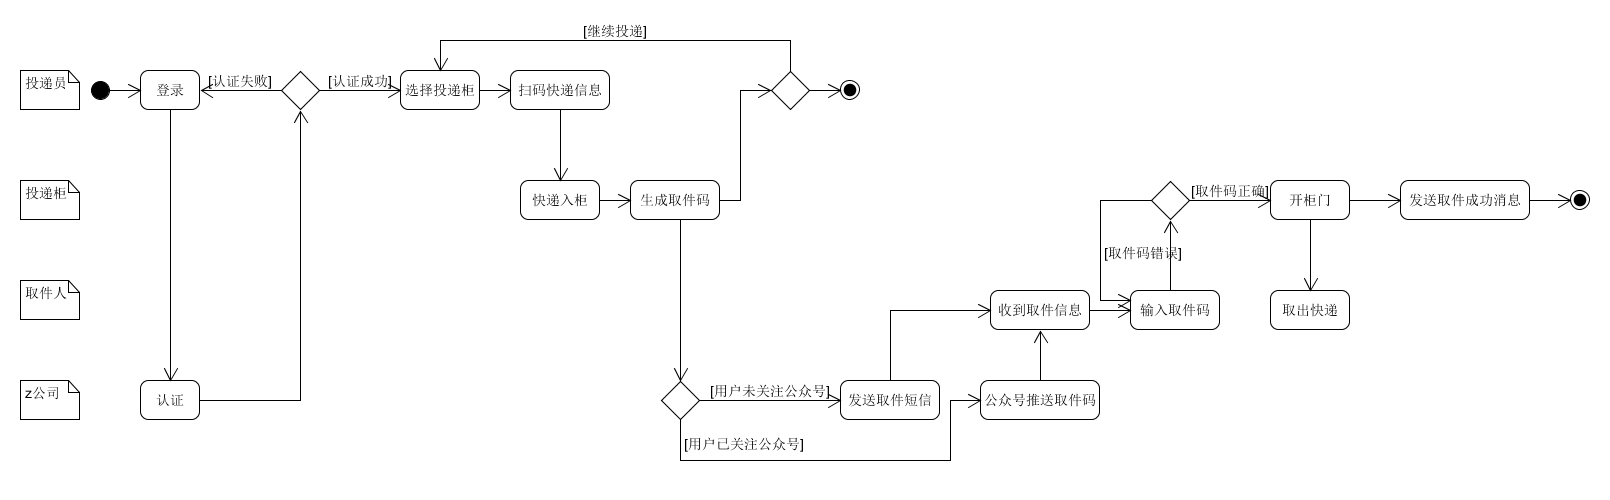 [继续投递]
投递员
登录
[认证失败]
[认证成功]
选择投递柜
扫码快递信息
投递柜
快递入柜
生成取件码
[取件码正确]
开柜门
发送取件成功消息
[取件码错误]
取件人
收到取件信息
输入取件码
取出快递
z公司
认证
[用户未关注公众号]
发送取件短信
公众号推送取件码
[用户已关注公众号]